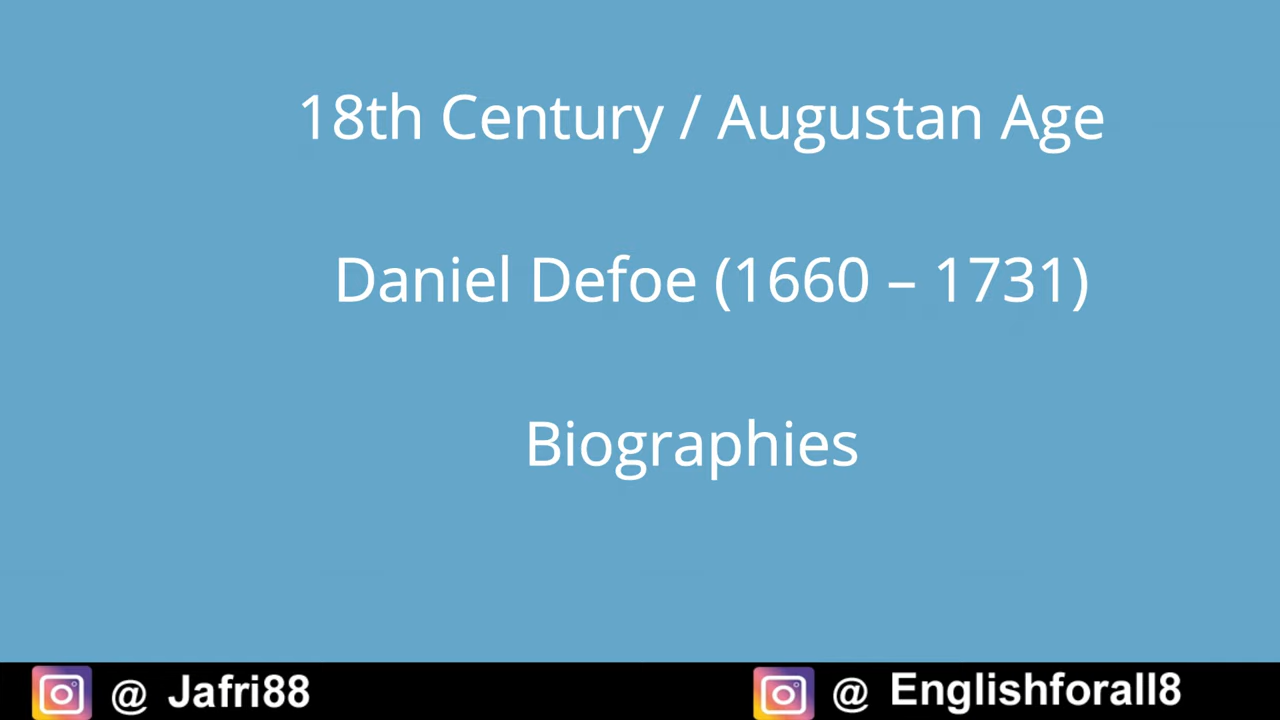 18th Century / Augustan Age
Daniel Defoe (1660 – 1731)
Biographies
@ Jafri88
@ Englishforall8